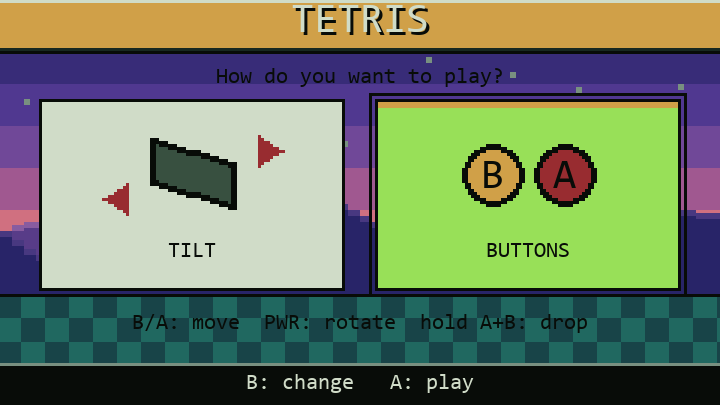 TETRIS
How do you want to play?
B A
TILT
BUTTONS
B/A: move  PWR: rotate  hold A+B: drop
B: change   A: play